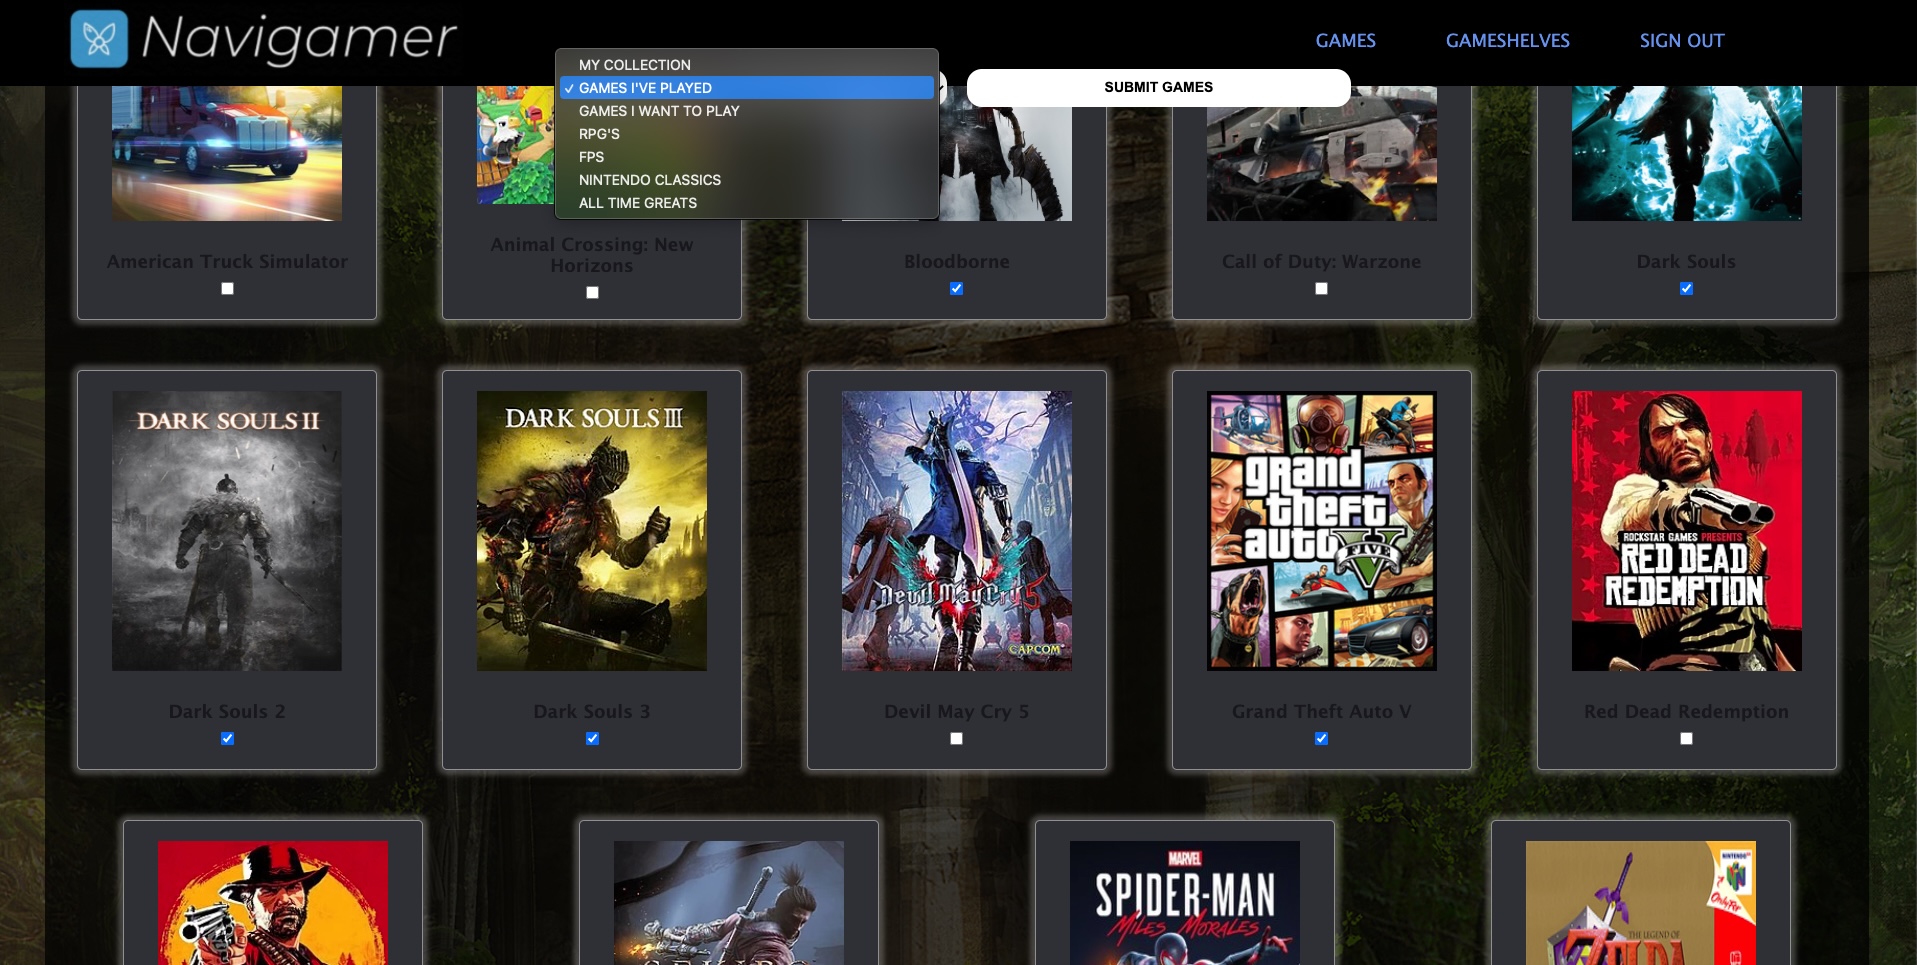 Navigamer
GAMES
GAMESHELVES
SIGN OUT
MY COLLECTION
✓ GAMES I'VE PLAYED
GAMES I WANT TO PLAY
RPG'S
FPS
NINTENDO CLASSICS
ALL TIME GREATS
SUBMIT GAMES
American Truck Simulator
Animal Crossing: New
Horizons
Bloodborne
Call of Duty: Warzone
Dark Souls
DARK SOULS II
DARK SOULS III
Devil May Cry 5
CAPCOM
grand
theft
auto
FIVE
ROCKSTAR GAMES PRESENTS
RED DEAD
REDEMPTION
Dark Souls 2
Dark Souls 3
Devil May Cry 5
Grand Theft Auto V
Red Dead Redemption
SEKIRO
MARVEL
SPIDER-MAN
MILES MORALES
NINTENDO 64
Only For
THE LEGEND OF
ZELDA